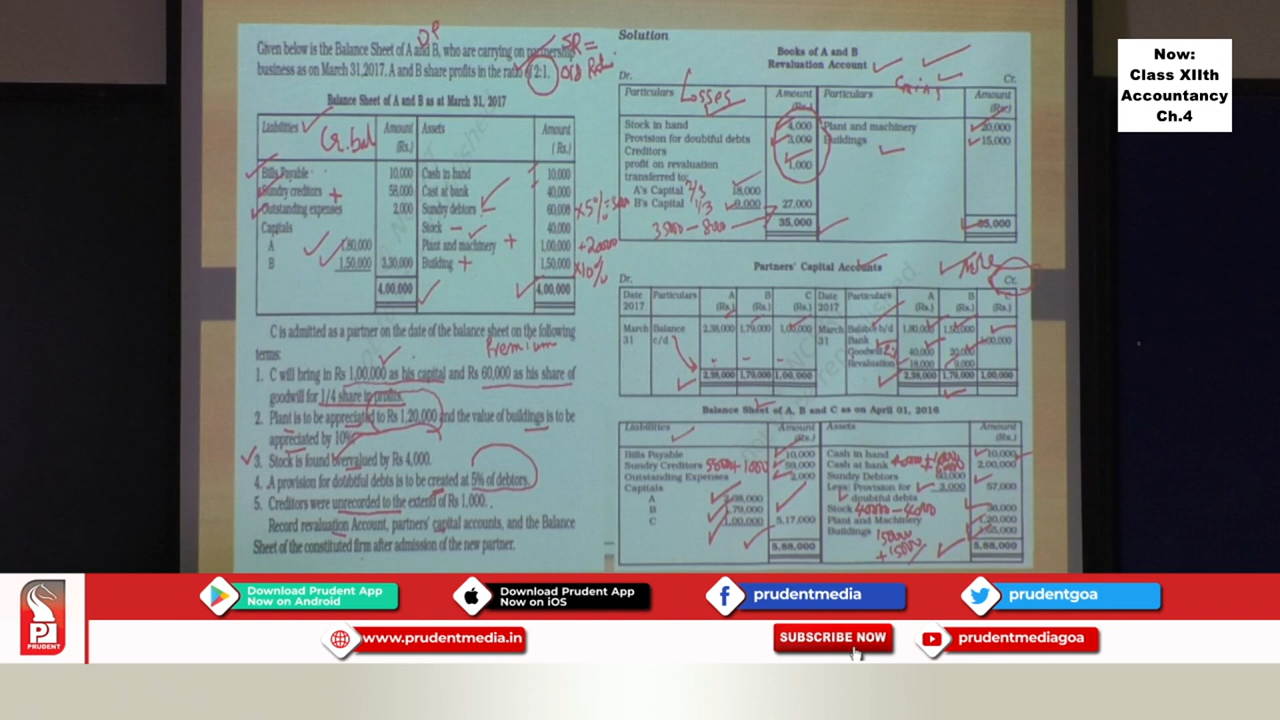 Given below is the Balance Sheet of A and B, who are carrying on partnership
business as on March 31,2017. A and B share profits in the ratio of 2:1.
SR =
Old Ratio
Balance Sheet of A and B as at March 31, 2017
Liabilities Amount (Rs.) Assets Amount (Rs.)
Cr. bal
Bills Payable 10,000 Cash in hand 10,000
Sundry creditors + 58,000 Cast at bank 40,000
Outstanding expenses 2,000 Sundry debtors 60,000 ×5%=3000
Capitals Stock - 40,000
A 1,80,000 Plant and machinery + 1,00,000 +20000
B 1,50,000 3,30,000 Building + 1,50,000 ×10%
4,00,000 4,00,000
C is admitted as a partner on the date of the balance sheet on the following
terms:
Premium
1. C will bring in Rs 1,00,000 as his capital and Rs 60,000 as his share of
goodwill for 1/4 share in profits.
2. Plant is to be appreciated to Rs 1,20,000 and the value of buildings is to be
appreciated by 10%.
3. Stock is found overvalued by Rs 4,000.
4. A provision for doubtful debts is to be created at 5% of debtors.
5. Creditors were unrecorded to the extend of Rs 1,000.
Record revaluation Account, partners' capital accounts, and the Balance
Sheet of the constituted firm after admission of the new partner.
Solution
Books of A and B
Revaluation Account
Dr. Cr.
Losses Gains
Particulars Amount (Rs.) Particulars Amount (Rs.)
Stock in hand 4,000 Plant and machinery 20,000
Provision for doubtful debts 3,000 Buildings 15,000
Creditors 1,000
profit on revaluation
transferred to:
A's Capital 2/3 18,000
B's Capital 1/3 9,000 27,000
35000 - 8000
35,000 35,000
Partners' Capital Accounts
Dr. Cr.
Date 2017 Particulars A (Rs.) B (Rs.) C (Rs.) Date 2017 Particulars A (Rs.) B (Rs.) C (Rs.)
March 31 Balance c/d 2,38,000 1,79,000 1,00,000 March 31 Balance b/d 1,80,000 1,50,000
Bank 1,00,000
Goodwill 40,000 20,000
Revaluation 18,000 9,000
2,38,000 1,79,000 1,00,000 2,38,000 1,79,000 1,00,000
Balance Sheet of A, B and C as on April 01, 2016
Liabilities Amount (Rs.) Assets Amount (Rs.)
Bills Payable 10,000 Cash in hand 10,000
Sundry Creditors 58000+1000 59,000 Cash at bank 2,00,000
Outstanding Expenses 2,000 Sundry Debtors 60,000
Capitals Less: Provision for 3,000 57,000
A 2,38,000 doubtful debts
B 1,79,000 Stock 40000-4000 36,000
C 1,00,000 5,17,000 Plant and Machinery 1,20,000
Buildings 1,65,000
+15000
5,88,000 5,88,000
Now:
Class XIIth
Accountancy
Ch.4
PRUDENT
Download Prudent App
Now on Android
Download Prudent App
Now on iOS
prudentmedia
prudentgoa
www.prudentmedia.in
SUBSCRIBE NOW
prudentmediagoa